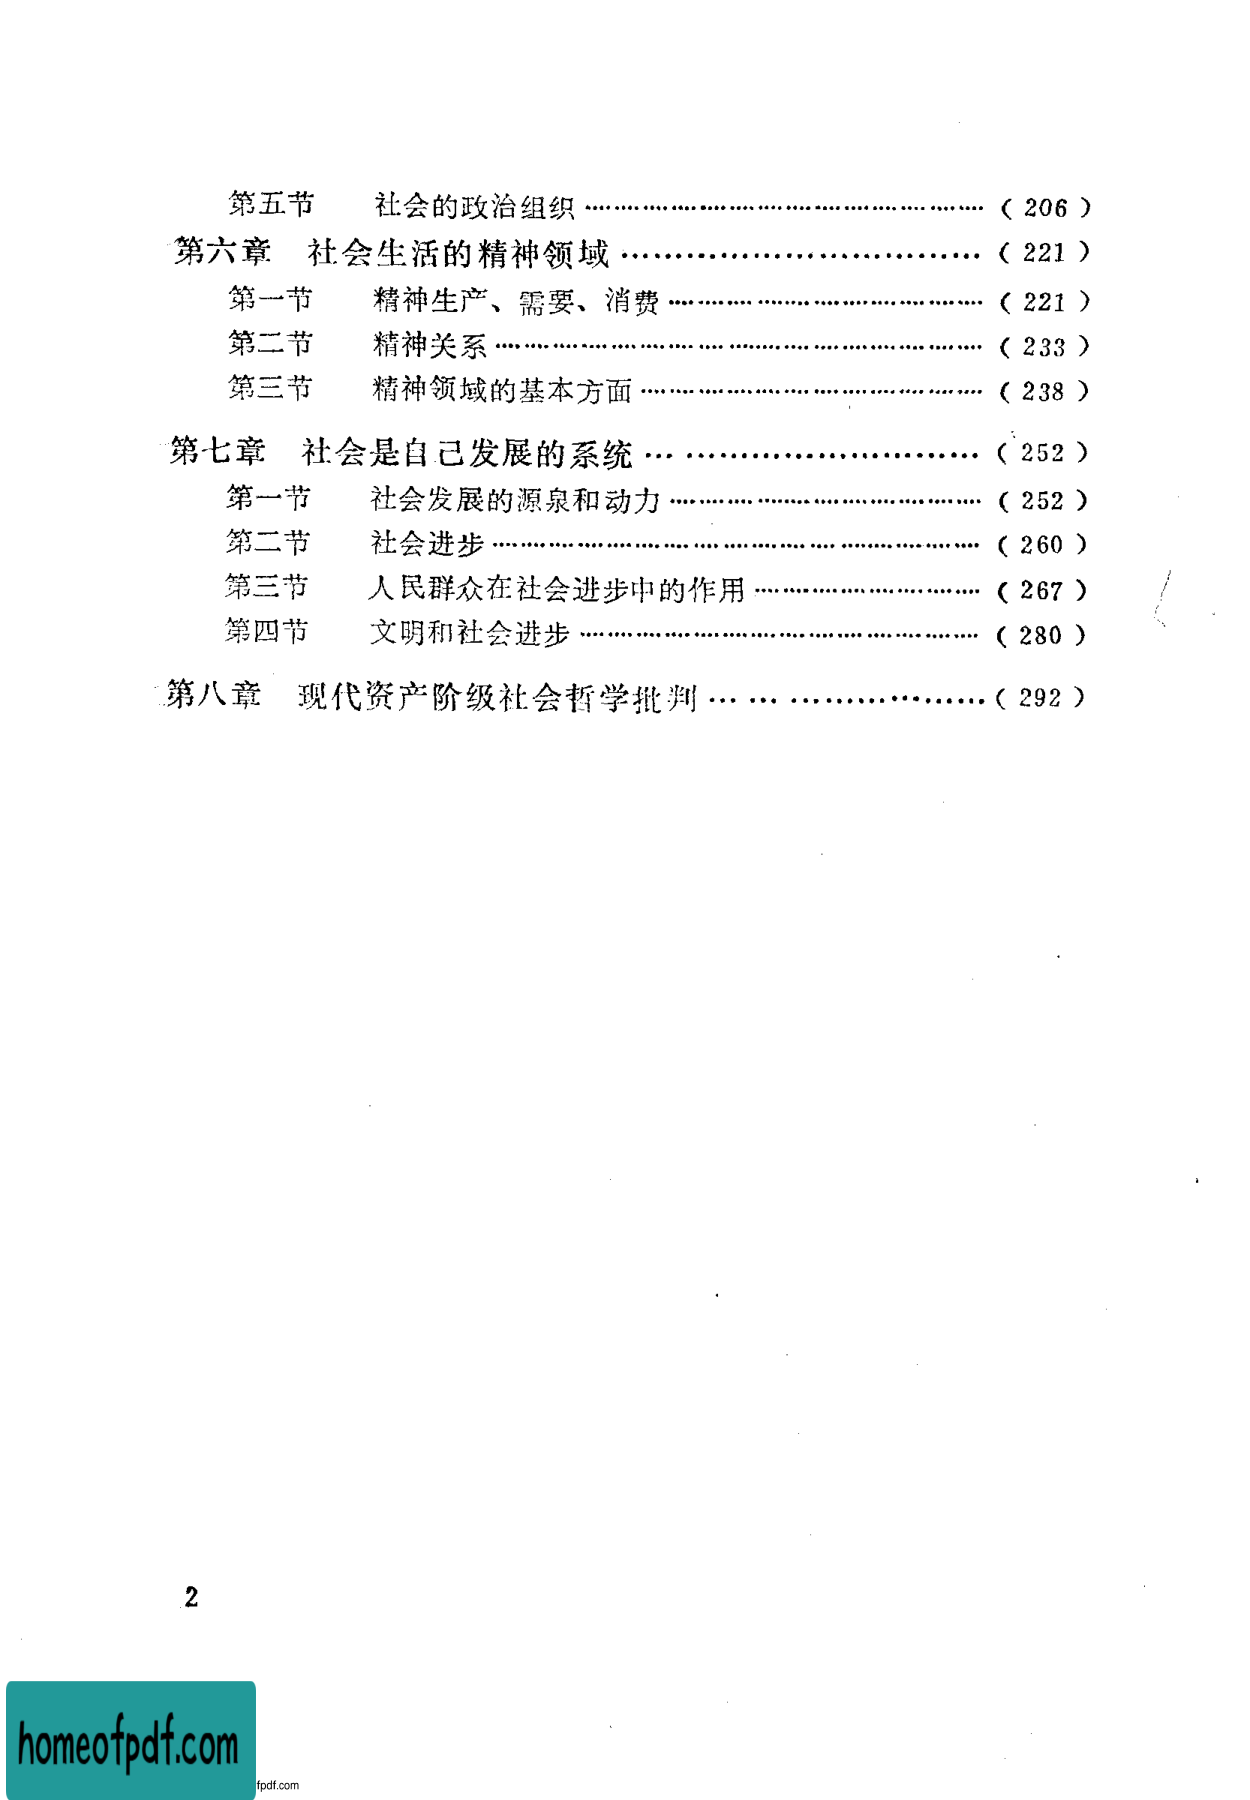 第五节 社会的政治组织 …………………………………… ( 206 )
第六章 社会生活的精神领域 …………………………… ( 221 )
第一节 精神生产、需要、消费 …………………………… ( 221 )
第二节 精神关系 ……………………………………………… ( 233 )
第三节 精神领域的基本方面 ……………………………… ( 238 )
第七章 社会是自己发展的系统 ………………………… ( 252 )
第一节 社会发展的源泉和动力 …………………………… ( 252 )
第二节 社会进步 ……………………………………………… ( 260 )
第三节 人民群众在社会进步中的作用 …………………… ( 267 )
第四节 文明和社会进步 …………………………………… ( 280 )
第八章 现代资产阶级社会哲学批判 …………………… ( 292 )
2
homeofpdf.com
fpdf.com